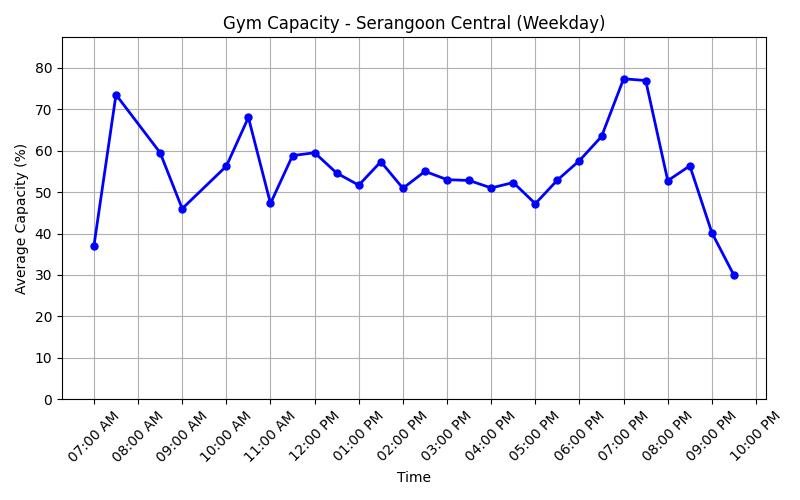 Gym Capacity - Serangoon Central (Weekday)
Average Capacity (%)
80
70
60
50
40
30
20
10
0
07:00 AM
08:00 AM
09:00 AM
10:00 AM
11:00 AM
12:00 PM
01:00 PM
02:00 PM
03:00 PM
04:00 PM
05:00 PM
06:00 PM
07:00 PM
08:00 PM
09:00 PM
10:00 PM
Time